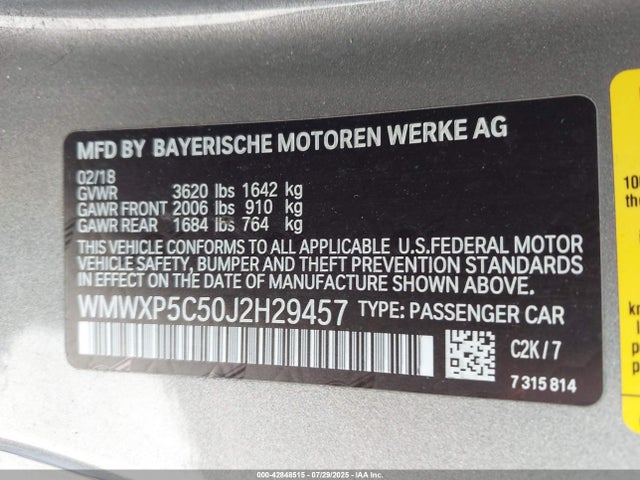 MFD BY BAYERISCHE MOTOREN WERKE AG
02/18
GVWR 3620 lbs 1642 kg
GAWR FRONT 2006 lbs 910 kg
GAWR REAR 1684 lbs 764 kg
THIS VEHICLE CONFORMS TO ALL APPLICABLE U.S.FEDERAL MOTOR
VEHICLE SAFETY, BUMPER, AND THEFT PREVENTION
STANDARDS IN EFFECT ON THE DATE OF MANUFACTURE SHOWN ABOVE.
WMWXP5C50J2H29457 TYPE: PASSENGER CAR
C2K/7
7315814
000-42848515 - 07/29/2025 - IAA Inc.